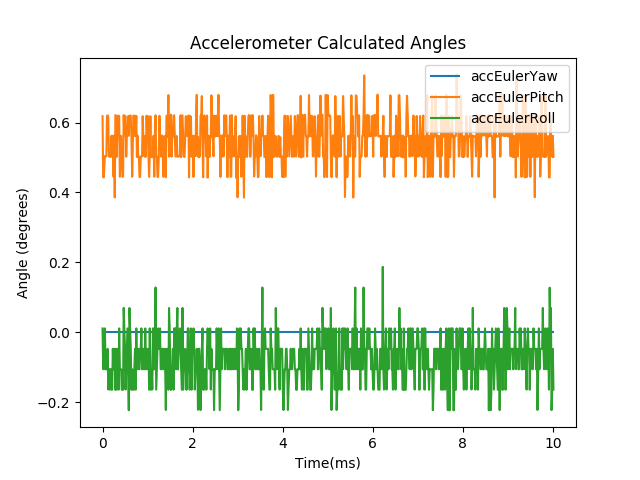 Accelerometer Calculated Angles
accEulerYaw
accEulerPitch
accEulerRoll
0.6
0.4
0.2
0.0
−0.2
Angle (degrees)
0 2 4 6 8 10
Time(ms)